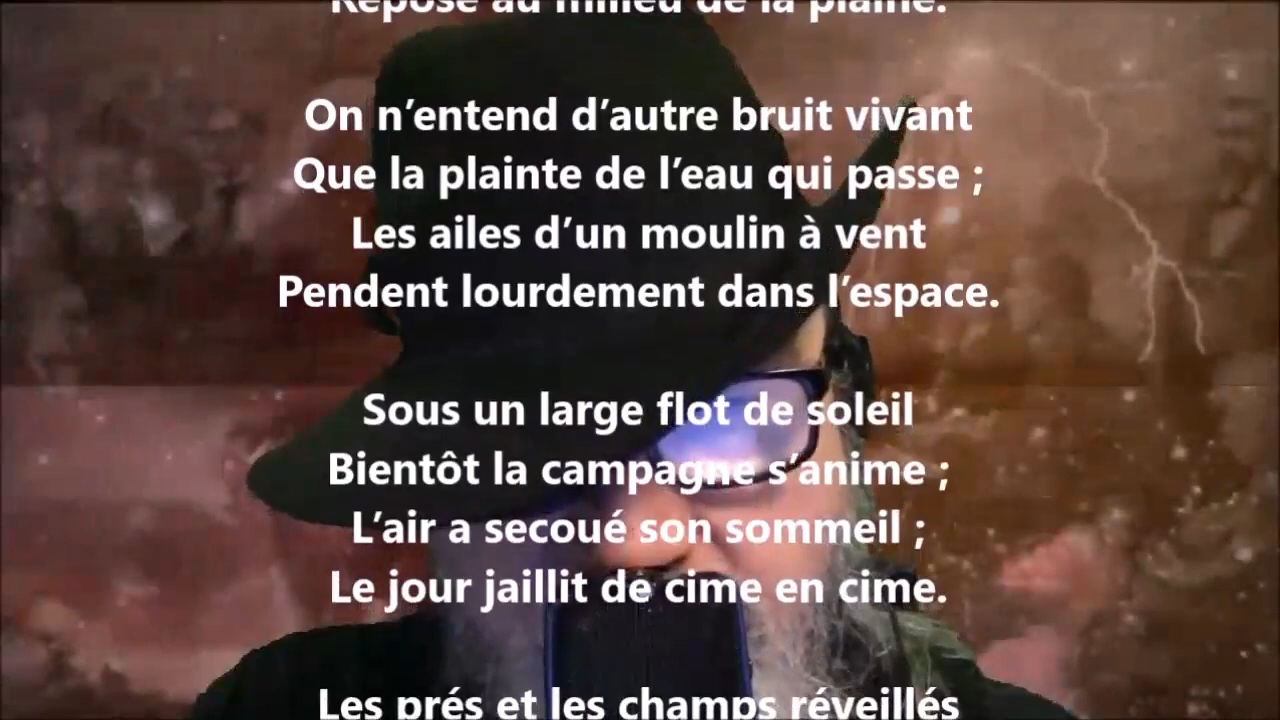 Repose au milieu de la plaine.
On n’entend d’autre bruit vivant
Que la plainte de l’eau qui passe ;
Les ailes d’un moulin à vent
Pendent lourdement dans l’espace.
Sous un large flot de soleil
Bientôt la campagne s’anime ;
L’air a secoué son sommeil ;
Le jour jaillit de cime en cime.
Les prés et les champs réveillés